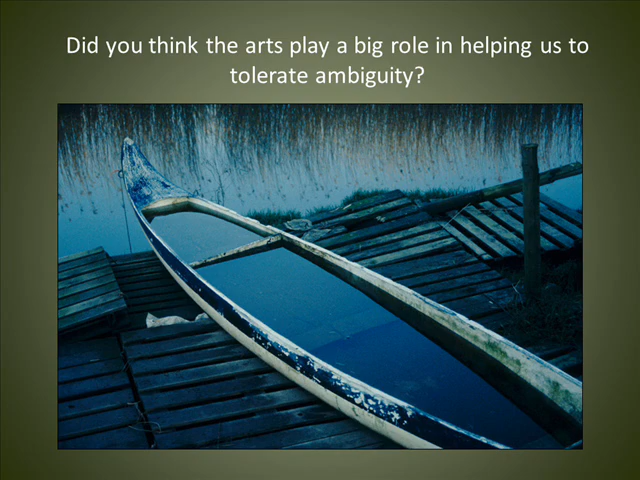 Did you think the arts play a big role in helping us to
tolerate ambiguity?